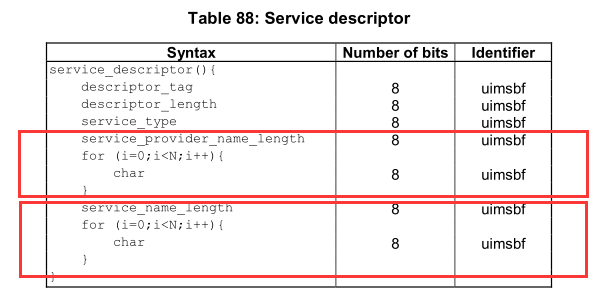 Table 88: Service descriptor
Syntax Number of bits Identifier
service_descriptor(){
descriptor_tag 8 uimsbf
descriptor_length 8 uimsbf
service_type 8 uimsbf
service_provider_name_length 8 uimsbf
for (i=0;i<N;i++){
char 8 uimsbf
}
service_name_length 8 uimsbf
for (i=0;i<N;i++){
char 8 uimsbf
}
}